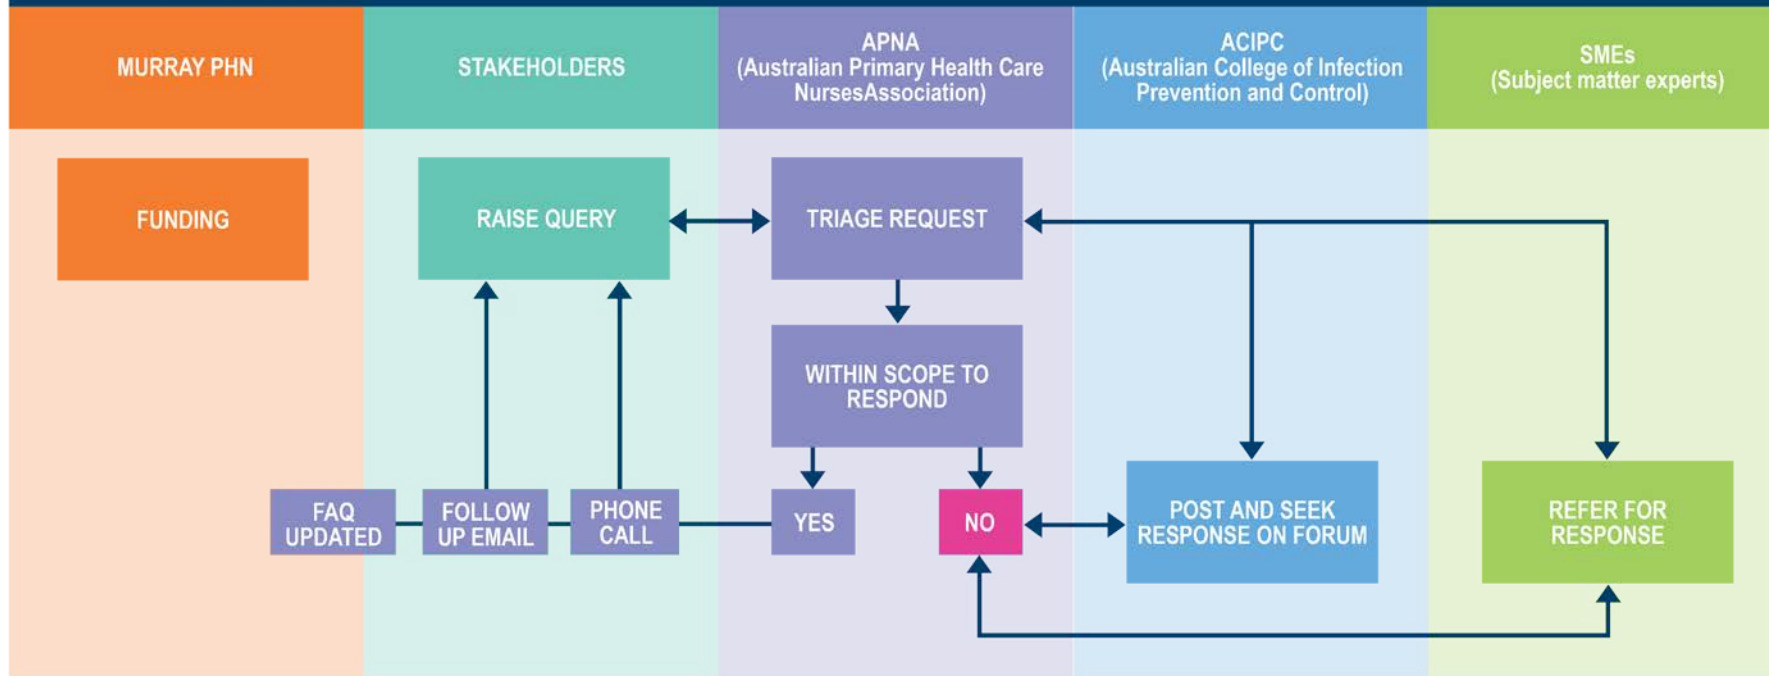 MURRAY PHN
STAKEHOLDERS
APNA
(Australian Primary Health Care
NursesAssociation)
ACIPC
(Australian College of Infection
Prevention and Control)
SMEs
(Subject matter experts)
FUNDING
RAISE QUERY
TRIAGE REQUEST
WITHIN SCOPE TO
RESPOND
FAQ
UPDATED
FOLLOW
UP EMAIL
PHONE
CALL
YES
NO
POST AND SEEK
RESPONSE ON FORUM
REFER FOR
RESPONSE